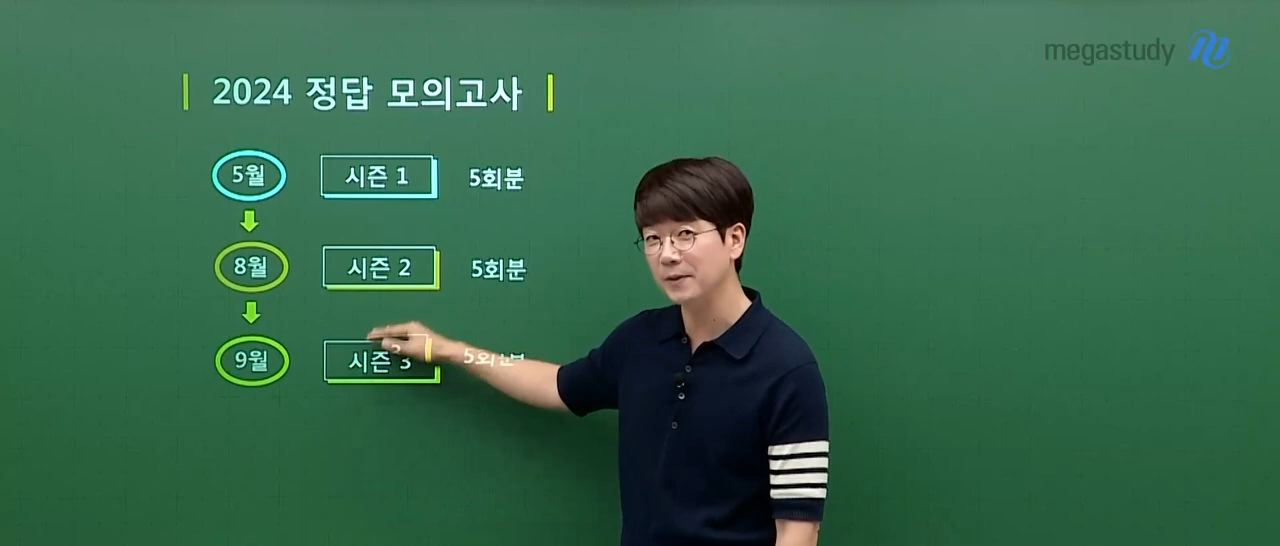 megastudy
2024 정답 모의고사
5월 시즌 1 5회분
8월 시즌 2 5회분
9월 시즌 3 5회분